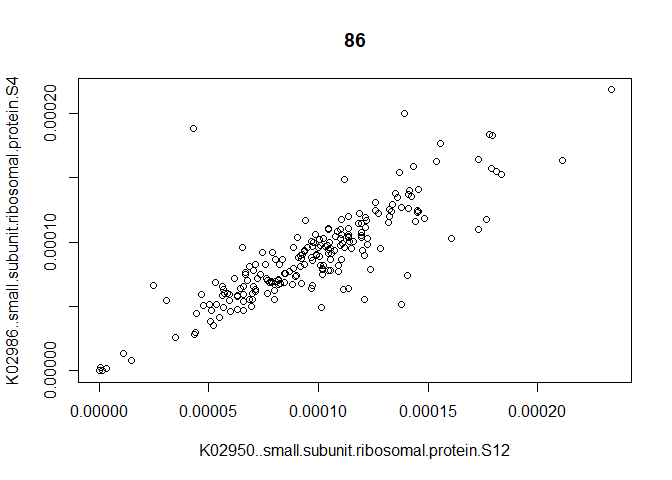 86
K02986..small.subunit.ribosomal.protein.S4
0.00020
0.00010
0.00000
0.00000 0.00005 0.00010 0.00015 0.00020
K02950..small.subunit.ribosomal.protein.S12